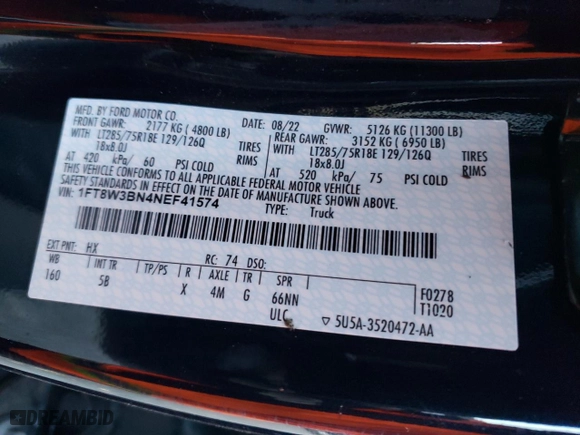 MFD. BY FORD MOTOR CO.
DATE: 08/22 GVWR: 5126 KG (11300 LB)
FRONT GAWR: 2177 KG (4800 LB) REAR GAWR: 3152 KG (6950 LB)
WITH LT285/75R18E 129/126Q TIRES WITH LT285/75R18E 129/126Q TIRES
18x8.0J RIMS 18x8.0J RIMS
AT 420 kPa/ 60 PSI COLD AT 520 kPa/ 75 PSI COLD
THIS VEHICLE CONFORMS TO ALL APPLICABLE FEDERAL MOTOR VEHICLE
SAFETY STANDARDS IN EFFECT ON THE DATE OF MANUFACTURE SHOWN ABOVE.
VIN: 1FT8W3BN4NEF41574
TYPE: Truck
EXT PNT: HX RC: 74 DSO:
WB INT TR TP/PS R AXLE TR SPR F0278
160 5B X 4M G 66NN T1020
ULC ▽ 5U5A-3520472-AA
DREAMBID